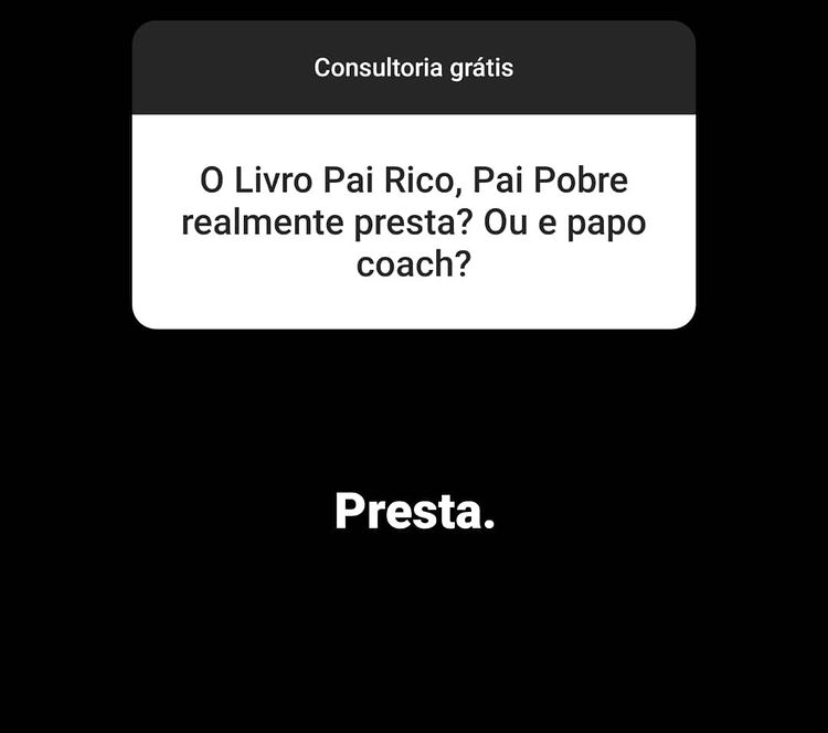 Consultoria grátis
O Livro Pai Rico, Pai Pobre
realmente presta? Ou e papo
coach?
Presta.